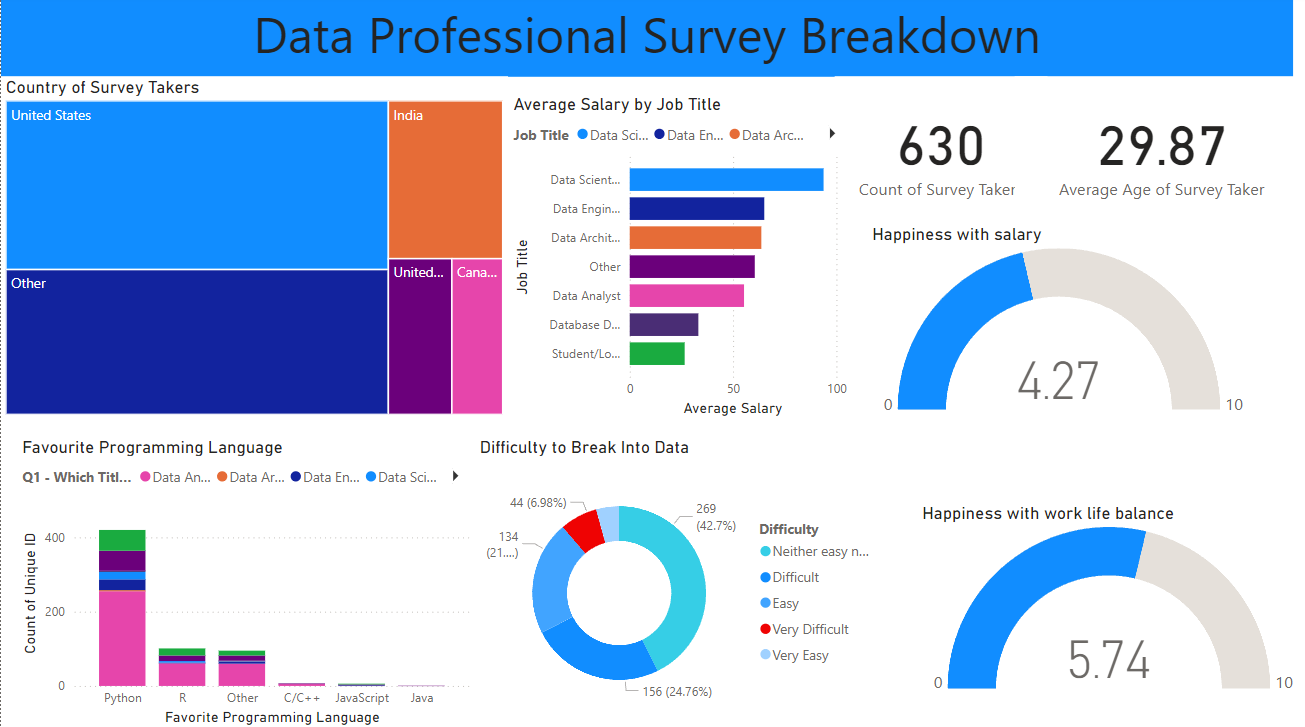 Data Professional Survey Breakdown
Country of Survey Takers
United States
India
Other
United...
Cana...
Average Salary by Job Title
Job Title Data Sci... Data En... Data Arc...
Job Title
Data Scient...
Data Engin...
Data Archit...
Other
Data Analyst
Database D...
Student/Lo...
0 50 100
Average Salary
630
Count of Survey Taker
29.87
Average Age of Survey Taker
Happiness with salary
4.27
0 10
Favourite Programming Language
Q1 - Which Titl... Data An... Data Ar... Data En... Data Sci...
Count of Unique ID
400
200
0
Python R Other C/C++ JavaScript Java
Favorite Programming Language
Difficulty to Break Into Data
44 (6.98%)
269
(42.7%)
134
(21....)
156 (24.76%)
Difficulty
Neither easy n...
Difficult
Easy
Very Difficult
Very Easy
Happiness with work life balance
5.74
0 10